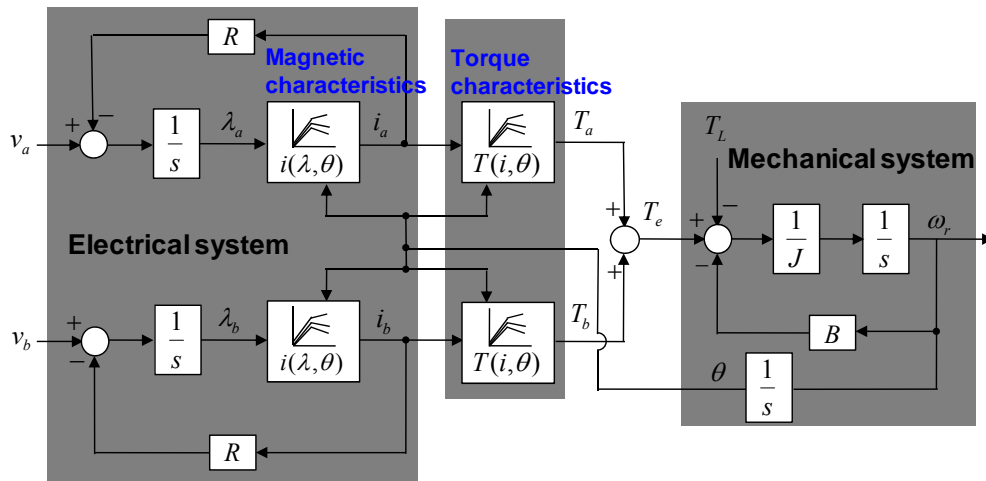 R
Magnetic
characteristics
Torque
characteristics
v_a
+
−
1
s
λ_a
i(λ,θ)
i_a
T(i,θ)
T_a
Electrical system
v_b
+
−
1
s
λ_b
i(λ,θ)
i_b
T(i,θ)
T_b
R
+
+
T_e
T_L
Mechanical system
+
−
−
1
J
1
s
ω_r
B
θ
1
s